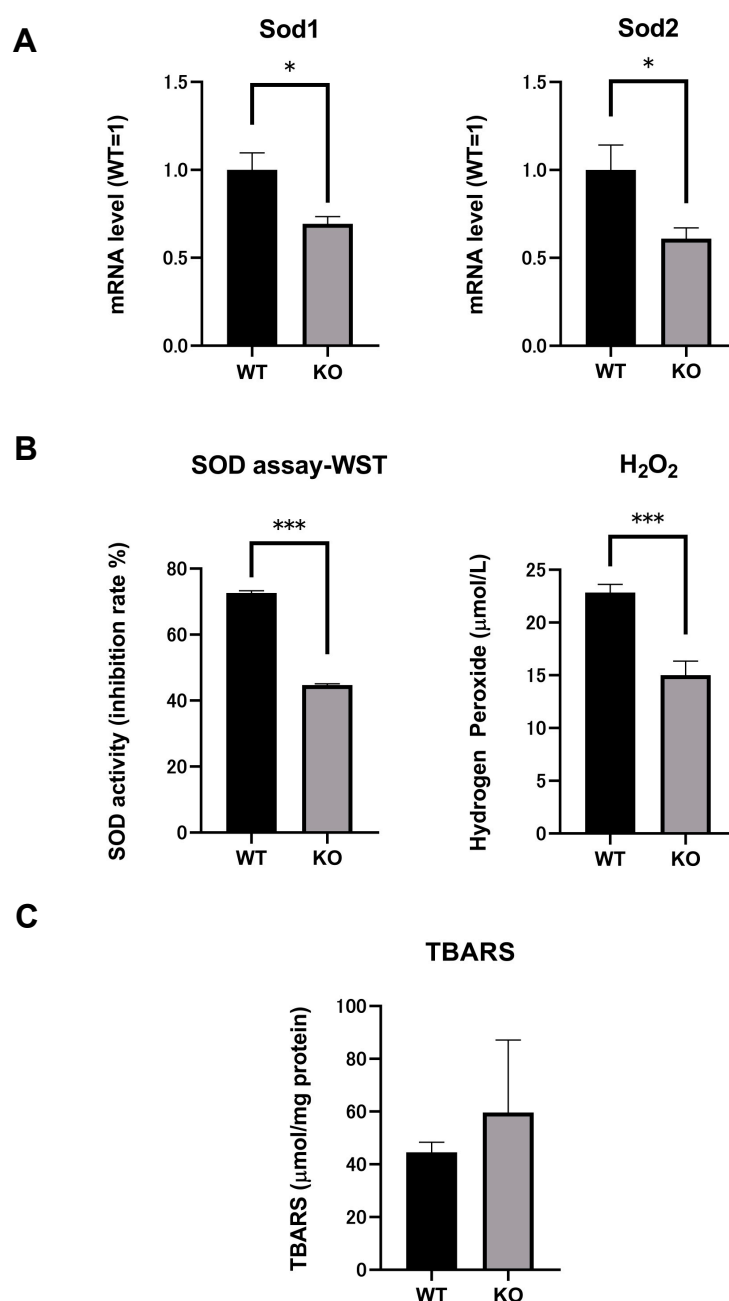 A
Sod1
Sod2
*
*
mRNA level (WT=1)
1.5
1.0
0.5
0.0
WT KO
mRNA level (WT=1)
1.5
1.0
0.5
0.0
WT KO
B
SOD assay-WST
H₂O₂
***
***
SOD activity (inhibition rate %)
80
60
40
20
0
WT KO
Hydrogen Peroxide (μmol/L)
25
20
15
10
5
0
WT KO
C
TBARS
TBARS (μmol/mg protein)
100
80
60
40
20
0
WT KO